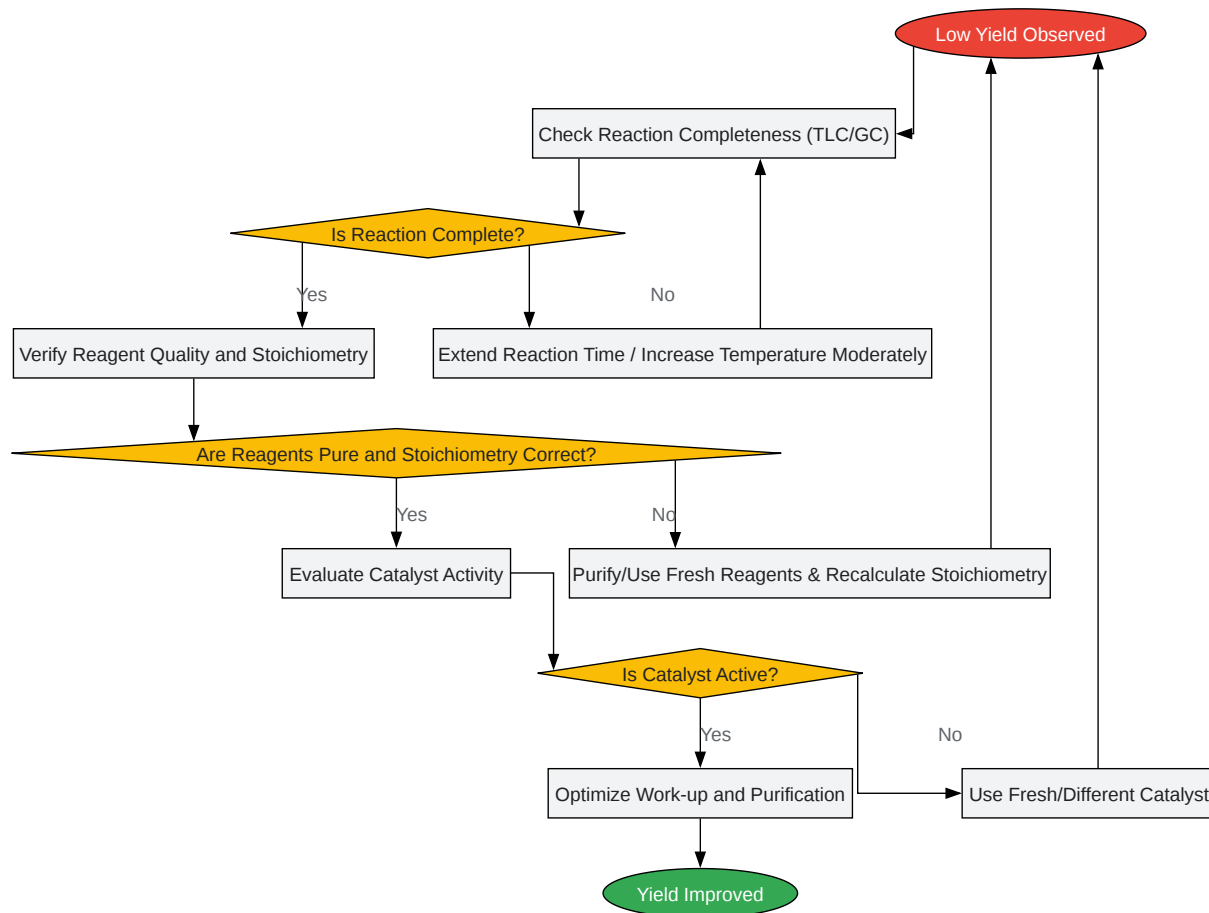 Low Yield Observed
Check Reaction Completeness (TLC/GC)
Is Reaction Complete?
Yes
No
Verify Reagent Quality and Stoichiometry
Extend Reaction Time / Increase Temperature Moderately
Are Reagents Pure and Stoichiometry Correct?
Yes
No
Evaluate Catalyst Activity
Purify/Use Fresh Reagents & Recalculate Stoichiometry
Is Catalyst Active?
Yes
No
Optimize Work-up and Purification
Use Fresh/Different Catalyst
Yield Improved